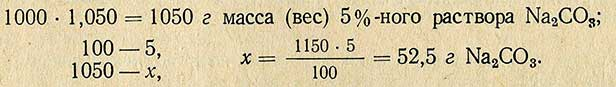 1000 · 1,050 = 1050 г масса (вес) 5%-ного раствора Na₂CO₃;
100 — 5,
1050 — x,
x = 1150 · 5 / 100 = 52,5 г Na₂CO₃.